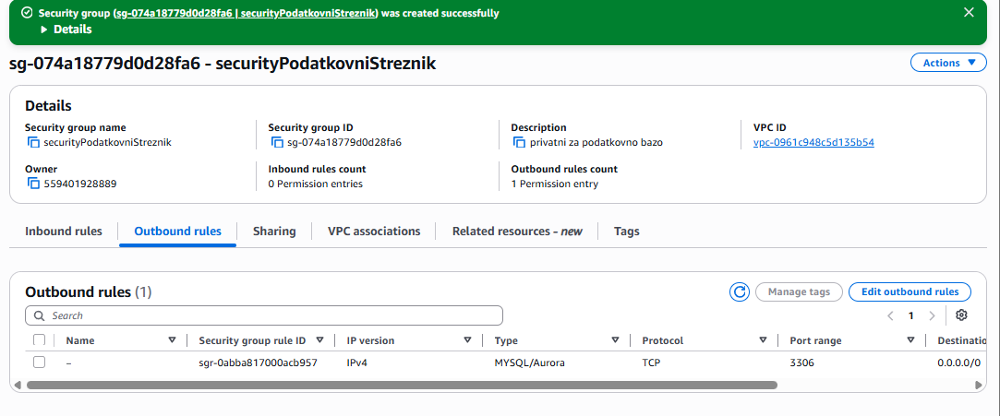 Security group (sg-074a18779d0d28fa6 | securityPodatkovniStreznik) was created successfully
Details
sg-074a18779d0d28fa6 - securityPodatkovniStreznik
Actions
Details
Security group name
securityPodatkovniStreznik
Security group ID
sg-074a18779d0d28fa6
Description
privatni za podatkovno bazo
VPC ID
vpc-0961c948c5d135b54
Owner
559401928889
Inbound rules count
0 Permission entries
Outbound rules count
1 Permission entry
Inbound rules Outbound rules Sharing VPC associations Related resources - new Tags
Outbound rules (1)
Manage tags Edit outbound rules
Search
1
Name Security group rule ID IP version Type Protocol Port range Destinatio
– sgr-0abba817000acb957 IPv4 MYSQL/Aurora TCP 3306 0.0.0.0/0